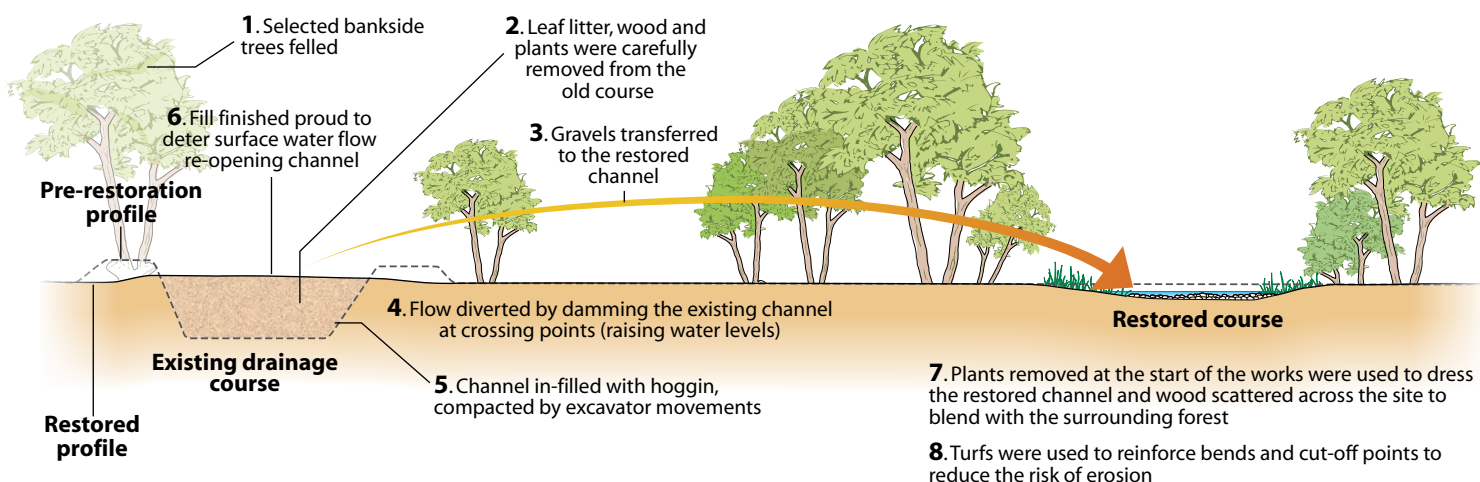 1. Selected bankside
trees felled
2. Leaf litter, wood and
plants were carefully
removed from the
old course
6. Fill finished proud to
deter surface water flow
re-opening channel
3. Gravels transferred
to the restored
channel
Pre-restoration
profile
4. Flow diverted by damming the existing channel
at crossing points (raising water levels)
Restored course
Existing drainage
course
5. Channel in-filled with hoggin,
compacted by excavator movements
Restored
profile
7. Plants removed at the start of the works were used to dress
the restored channel and wood scattered across the site to
blend with the surrounding forest
8. Turfs were used to reinforce bends and cut-off points to
reduce the risk of erosion